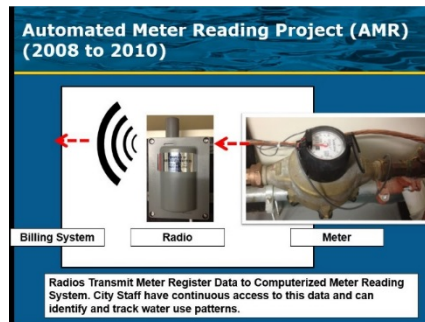 Automated Meter Reading Project (AMR)
(2008 to 2010)
Billing System
Radio
Meter
Radios Transmit Meter Register Data to Computerized Meter Reading
System. City Staff have continuous access to this data and can
identify and track water use patterns.